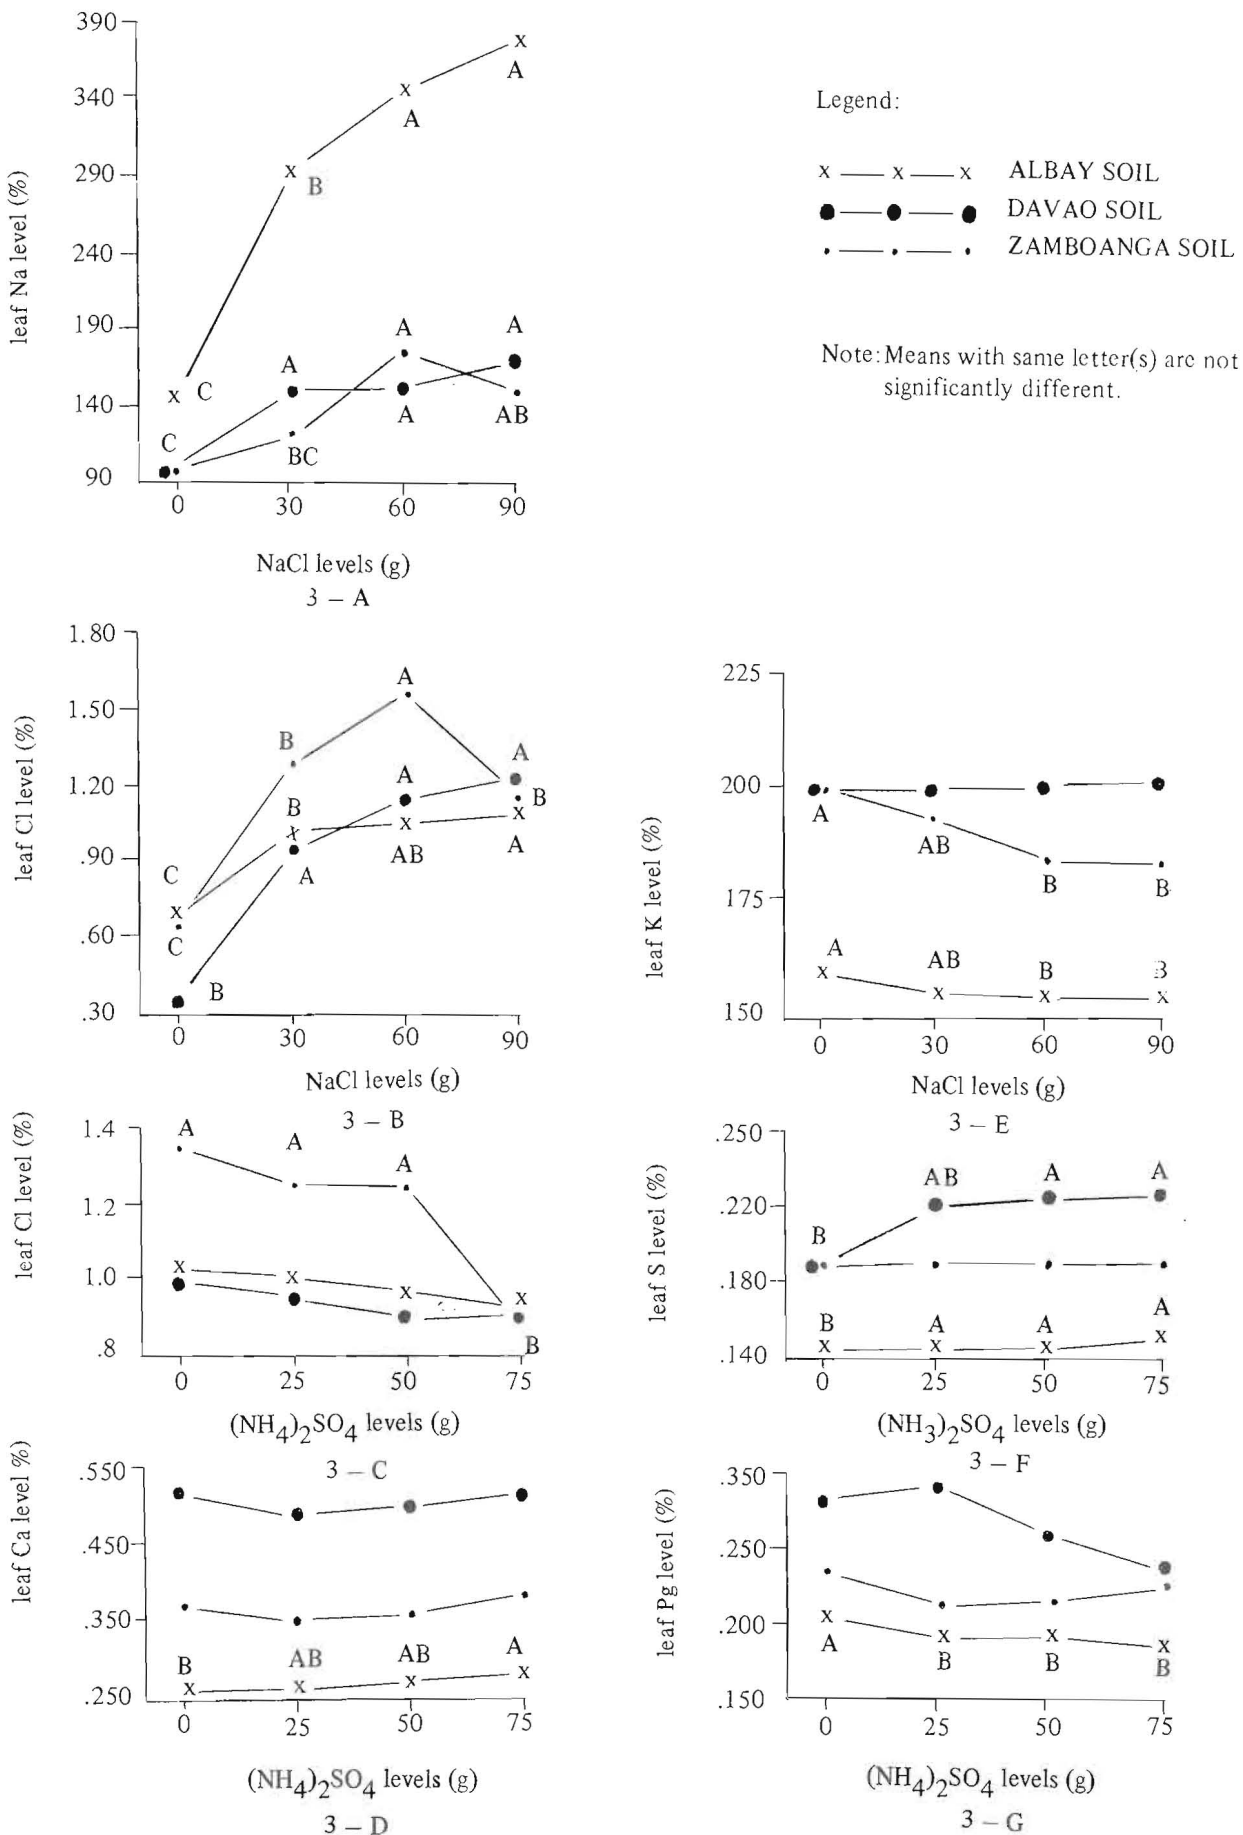 390
340
290
240
190
140
90
leaf Na level (%)
x
C
x
B
x
A
x
A
C
A
BC
A
A
A
AB
0 30 60 90
NaCl levels (g)
3 – A
Legend:
x — x — x ALBAY SOIL
DAVAO SOIL
ZAMBOANGA SOIL
Note: Means with same letter(s) are not
significantly different.
1.80
1.50
1.20
.90
.60
.30
leaf Cl level (%)
C
x
C
B
B
B
x
A
A
A
x
AB
A
B
x
A
0 30 60 90
NaCl levels (g)
3 – B
225
200
175
150
leaf K level (%)
A
AB
B
B
A
x
AB
x
B
x
B
x
0 30 60 90
NaCl levels (g)
3 – E
1.4
1.2
1.0
.8
leaf Cl level (%)
A
A
A
x
x
x
x
B
0 25 50 75
(NH4)2SO4 levels (g)
3 – C
.250
.220
.180
.140
leaf S level (%)
B
AB
A
A
B
x
A
x
A
x
A
x
0 25 50 75
(NH3)2SO4 levels (g)
3 – F
.550
.450
.350
.250
leaf Ca level %)
B
x
AB
x
AB
x
A
x
0 25 50 75
(NH4)2SO4 levels (g)
3 – D
.350
.250
.200
.150
leaf Pg level (%)
x
A
x
B
x
B
x
B
0 25 50 75
(NH4)2SO4 levels (g)
3 – G